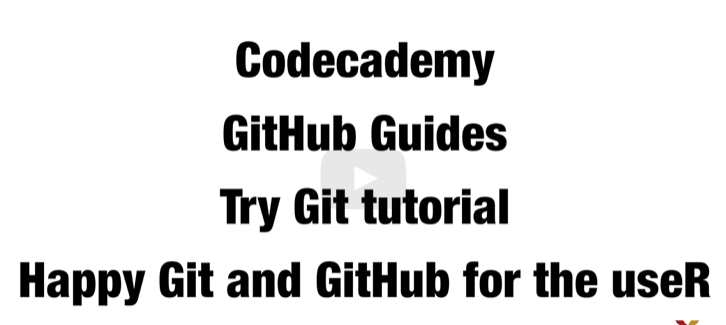 Codecademy
GitHub Guides
Try Git tutorial
Happy Git and GitHub for the useR